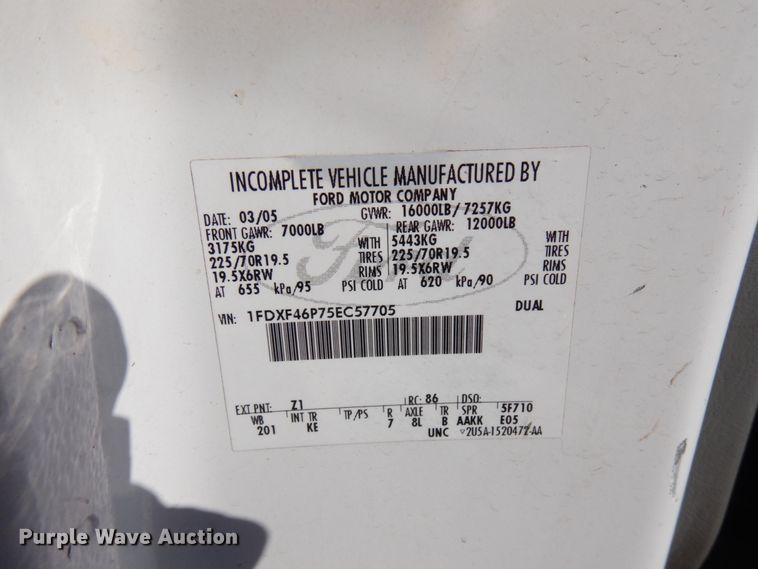 INCOMPLETE VEHICLE MANUFACTURED BY
FORD MOTOR COMPANY
DATE: 03/05 GVWR: 16000LB/7257KG
FRONT GAWR: 7000LB REAR GAWR: 12000LB
3175KG WITH 5443KG WITH
225/70R19.5 TIRES 225/70R19.5 TIRES
19.5X6RW RIMS 19.5X6RW RIMS
AT 655 kPa/95 PSI COLD AT 620 kPa/90 PSI COLD
VIN: 1FDXF46P75EC57705 DUAL
Ford
EXT PNT: Z1 RC: 86 DSO:
WB INT TR TP/PS R AXLE TR SPR 5F710
201 KE 7 8L B AAKK E05
UNC 2U5A-1520472-AA
Purple Wave Auction